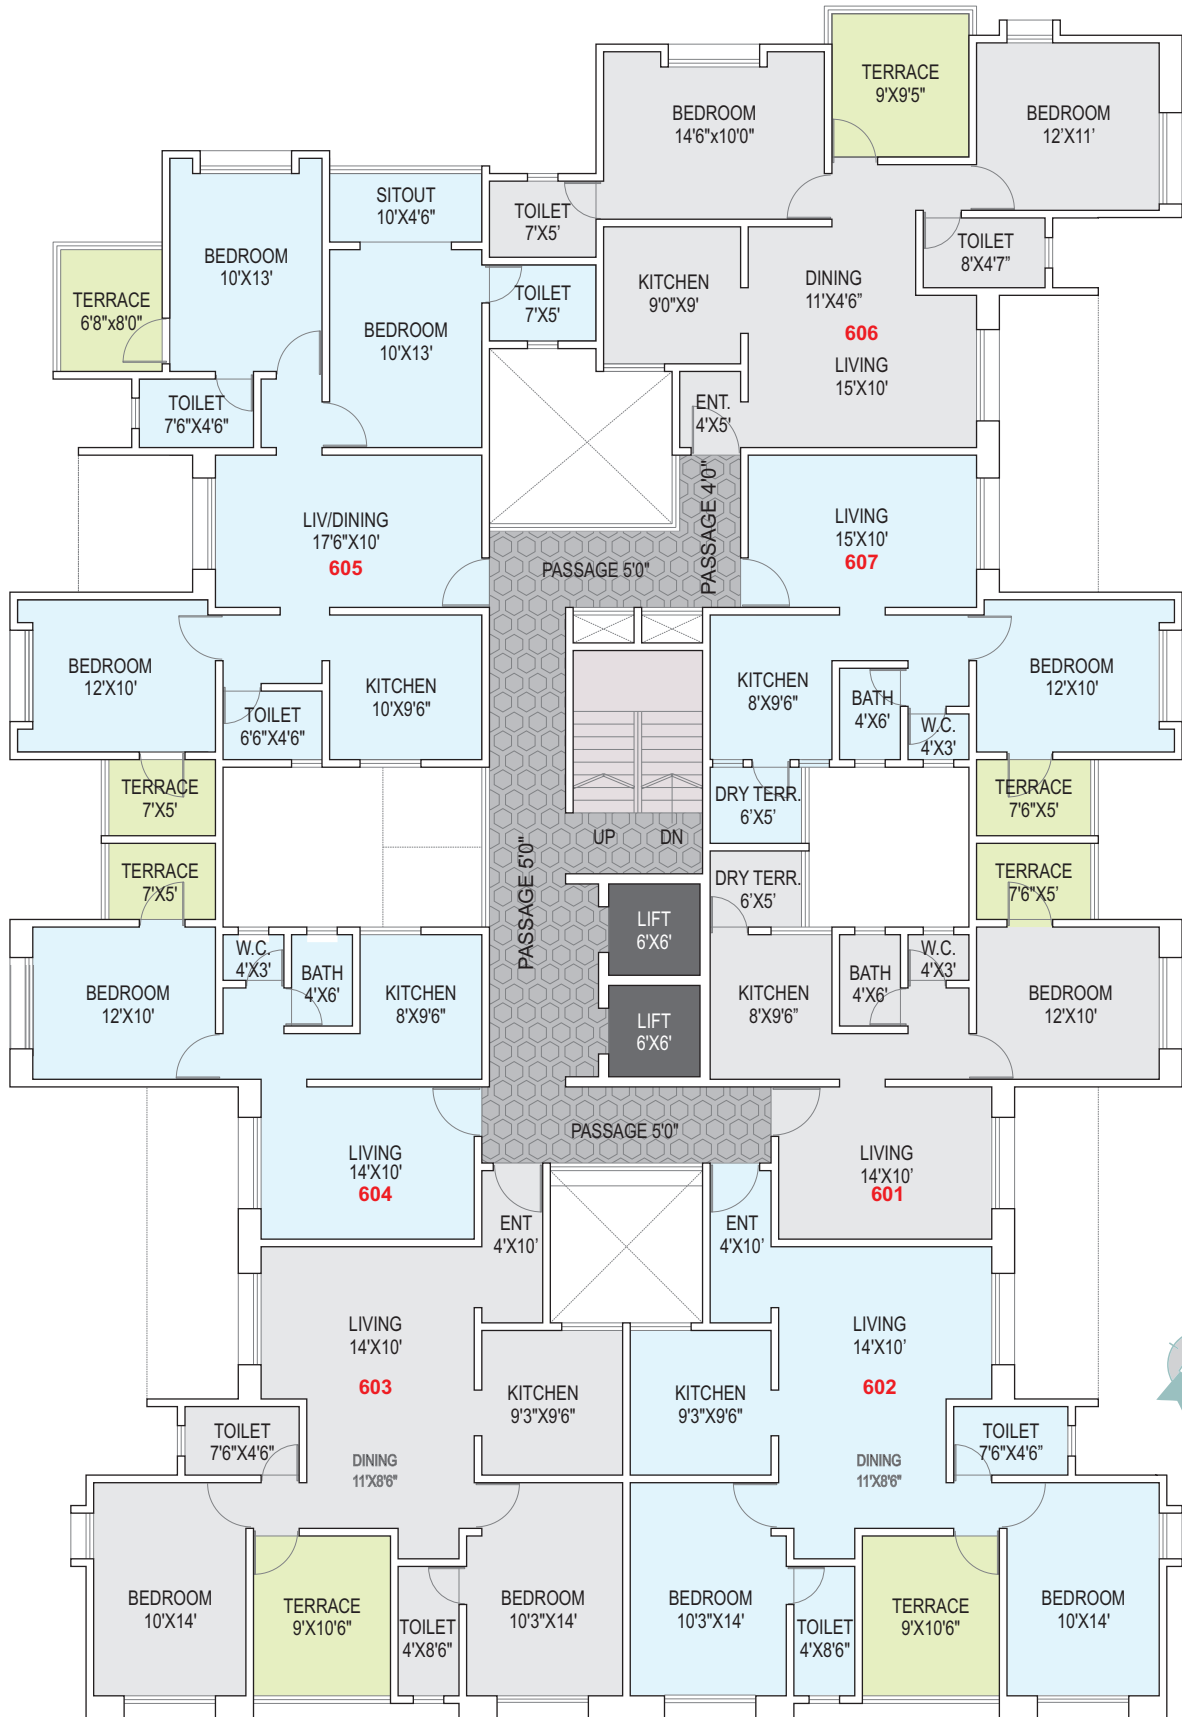 TERRACE
9'X9'5"
BEDROOM
14'6"x10'0"
BEDROOM
12'X11'
SITOUT
10'X4'6"
TOILET
7'X5'
TOILET
8'X4'7"
BEDROOM
10'X13'
KITCHEN
9'0"X9'
DINING
11'X4'6"
606
LIVING
15'X10'
TERRACE
6'8"x8'0"
TOILET
7'X5'
BEDROOM
10'X13'
TOILET
7'6"X4'6"
ENT.
4'X5'
PASSAGE 4'0"
LIV/DINING
17'6"X10'
605
LIVING
15'X10'
607
PASSAGE 5'0"
BEDROOM
12'X10'
KITCHEN
10'X9'6"
TOILET
6'6"X4'6"
KITCHEN
8'X9'6"
BATH
4'X6'
W.C.
4'X3'
BEDROOM
12'X10'
TERRACE
7'X5'
DRY TERR.
6'X5'
TERRACE
7'6"X5'
UP
DN
PASSAGE 5'0"
TERRACE
7'X5'
DRY TERR.
6'X5'
TERRACE
7'6"X5'
LIFT
6'X6'
W.C.
4'X3'
BATH
4'X6'
KITCHEN
8'X9'6"
BEDROOM
12'X10'
KITCHEN
8'X9'6"
BATH
4'X6'
W.C.
4'X3'
BEDROOM
12'X10'
LIFT
6'X6'
PASSAGE 5'0"
LIVING
14'X10'
604
LIVING
14'X10'
601
ENT
4'X10'
ENT
4'X10'
LIVING
14'X10'
603
LIVING
14'X10'
602
KITCHEN
9'3"X9'6"
KITCHEN
9'3"X9'6"
TOILET
7'6"X4'6"
DINING
11'X8'6"
DINING
11'X8'6"
TOILET
7'6"X4'6"
BEDROOM
10'X14'
TERRACE
9'X10'6"
TOILET
4'X8'6"
BEDROOM
10'3"X14'
BEDROOM
10'3"X14'
TOILET
4'X8'6"
TERRACE
9'X10'6"
BEDROOM
10'X14'